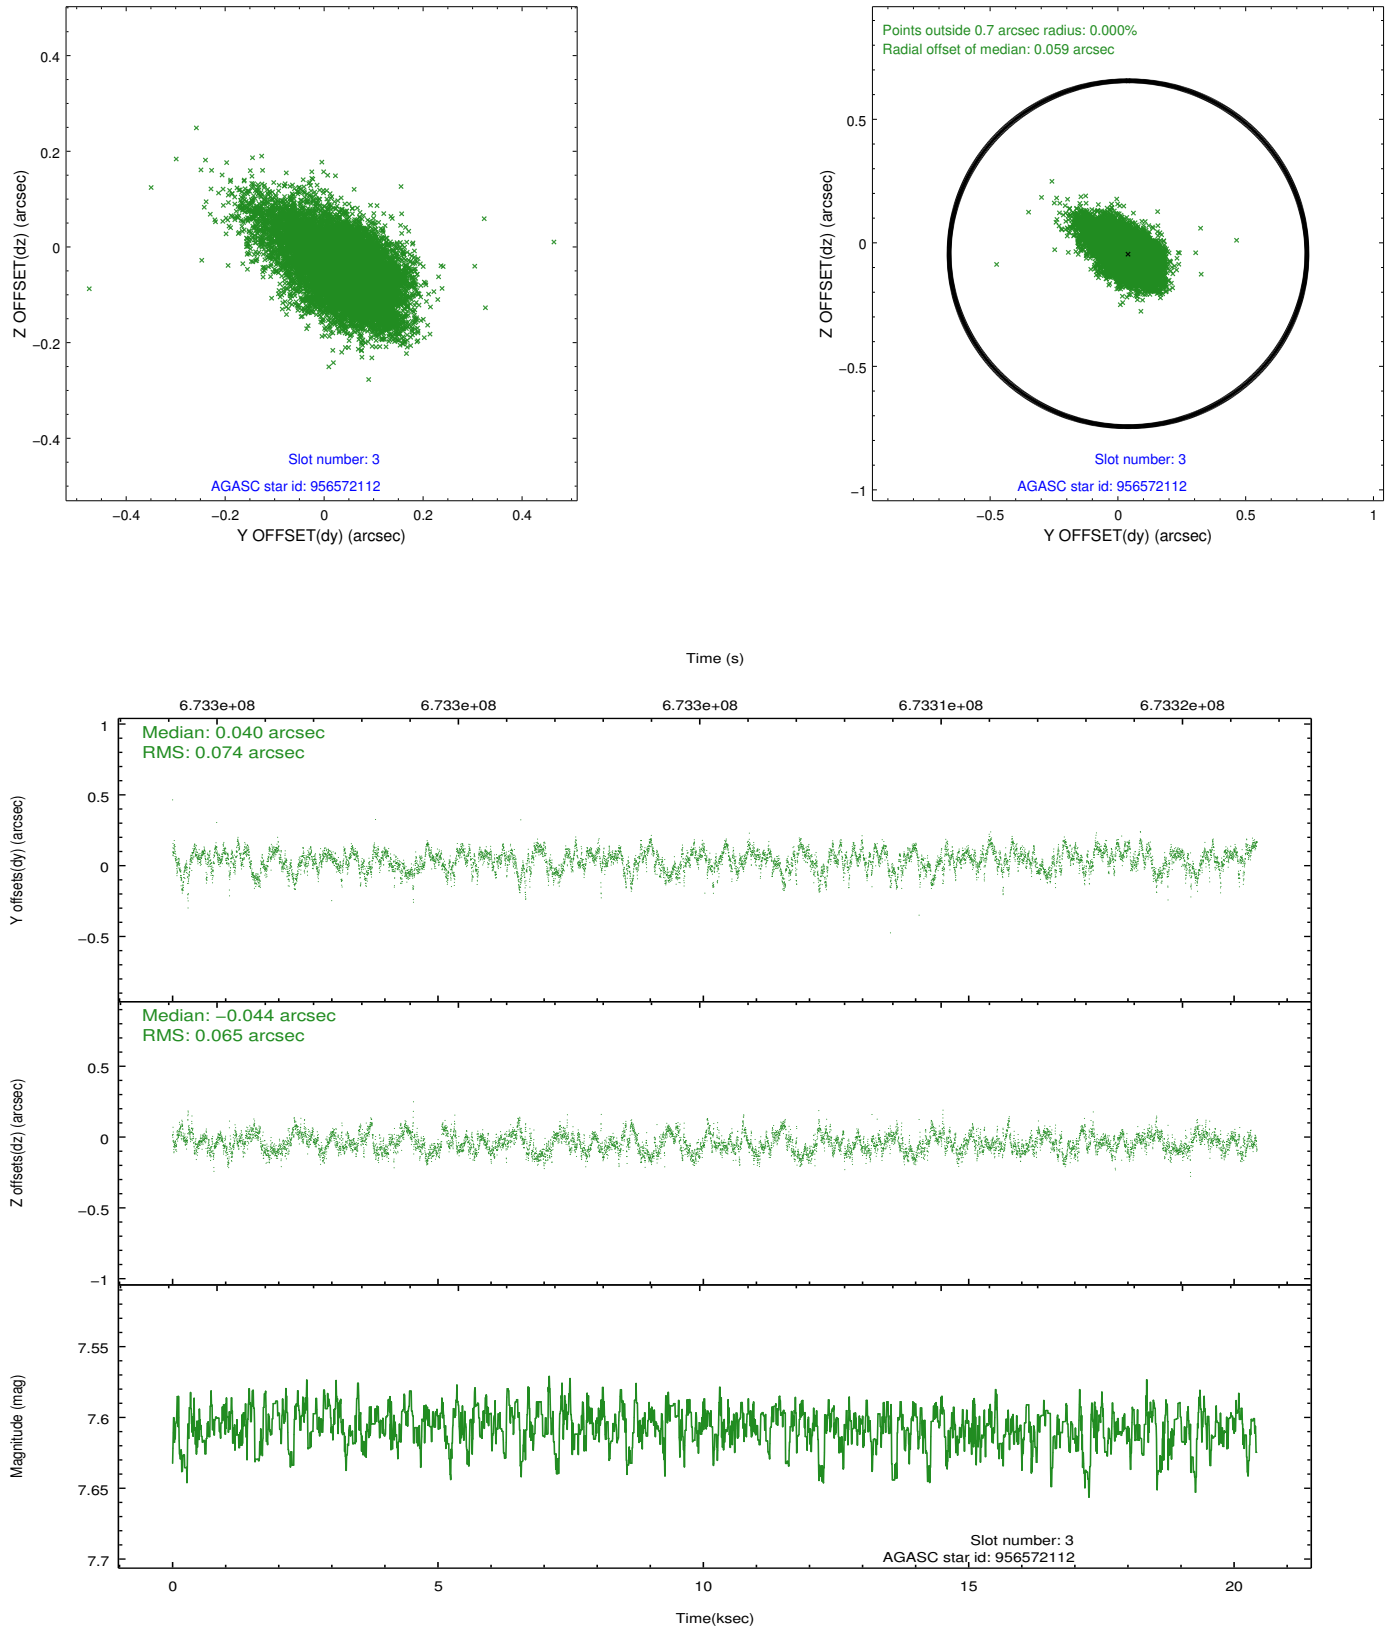 0.4
0.2
0
−0.2
−0.4
Z OFFSET(dz) (arcsec)
Slot number: 3
AGASC star id: 956572112
−0.4
−0.2
0
0.2
0.4
Y OFFSET(dy) (arcsec)
Points outside 0.7 arcsec radius: 0.000%
Radial offset of median: 0.059 arcsec
0.5
0
−0.5
−1
Z OFFSET(dz) (arcsec)
Slot number: 3
AGASC star id: 956572112
−0.5
0
0.5
1
Y OFFSET(dy) (arcsec)
Time (s)
6.733e+08
6.733e+08
6.733e+08
6.7331e+08
6.7332e+08
Median: 0.040 arcsec
RMS: 0.074 arcsec
1
0.5
0
−0.5
Y offsets(dy) (arcsec)
Median: −0.044 arcsec
RMS: 0.065 arcsec
0.5
0
−0.5
−1
Z offsets(dz) (arcsec)
7.55
7.6
7.65
7.7
Magnitude (mag)
Slot number: 3
AGASC star id: 956572112
0
5
10
15
20
Time(ksec)